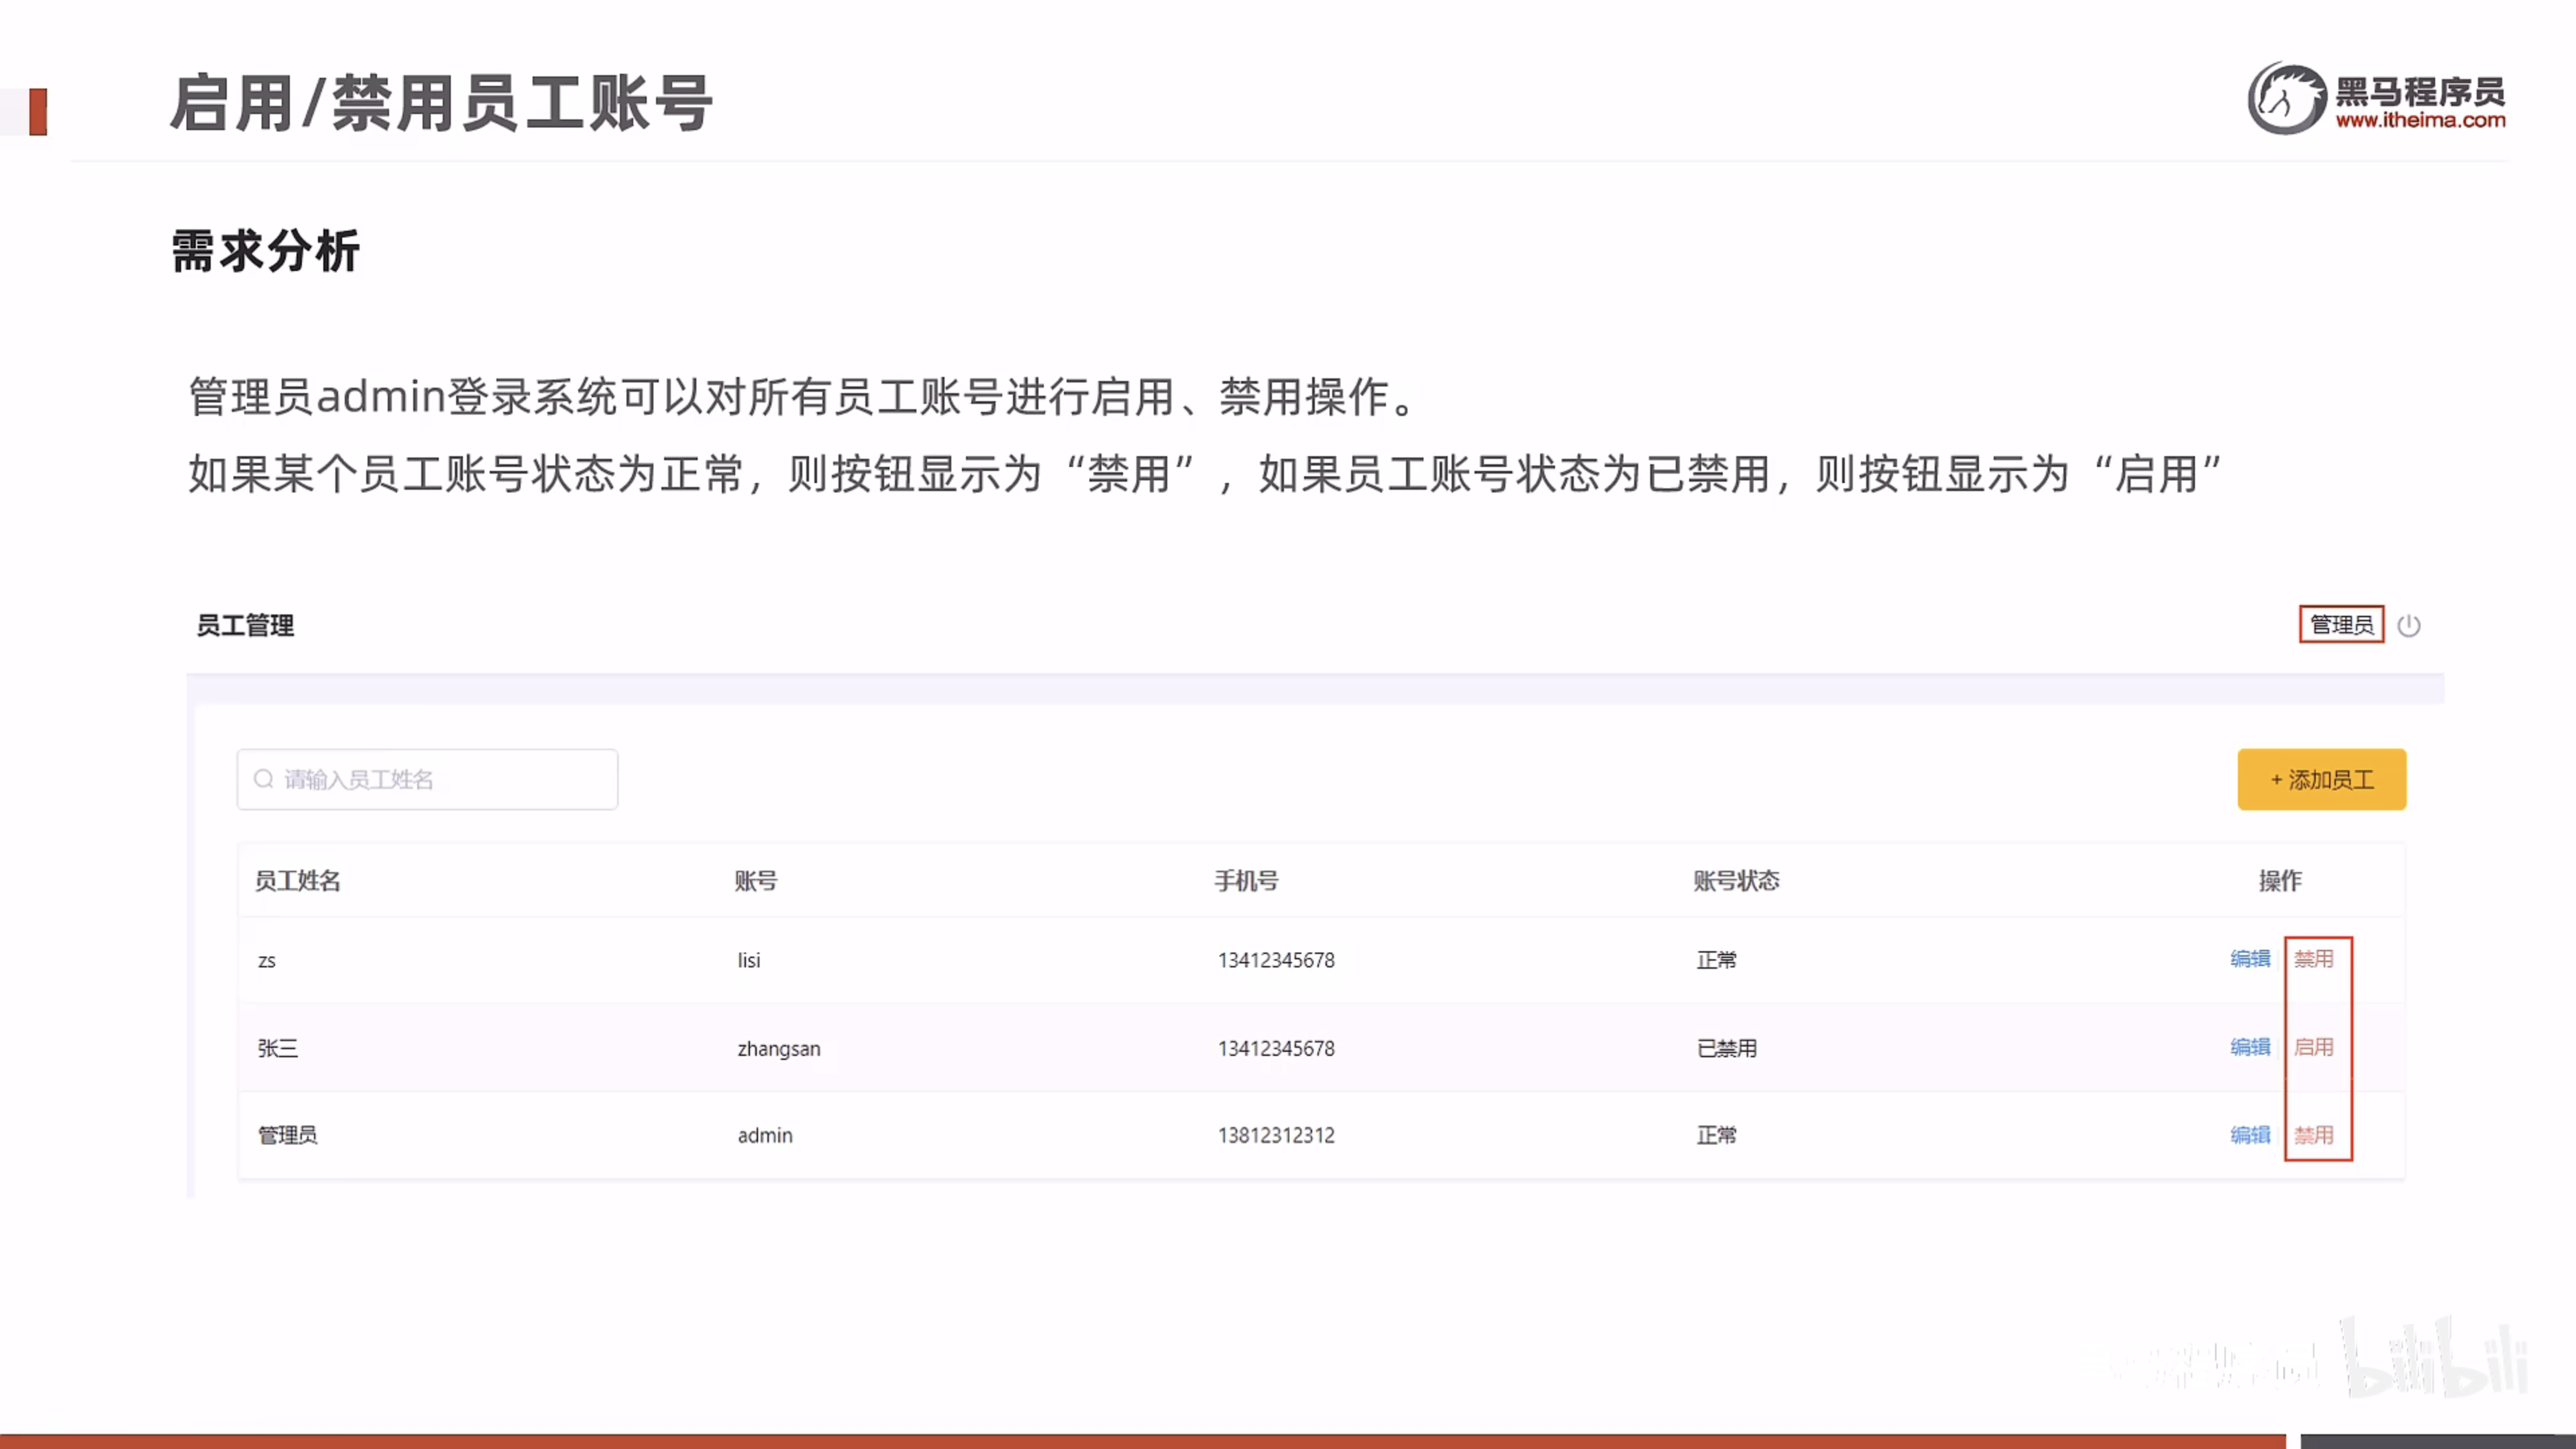 启用/禁用员工账号
黑马程序员
www.itheima.com
需求分析
管理员admin登录系统可以对所有员工账号进行启用、禁用操作。
如果某个员工账号状态为正常，则按钮显示为“禁用”，如果员工账号状态为已禁用，则按钮显示为“启用”
员工管理 管理员
请输入员工姓名 + 添加员工
员工姓名 账号 手机号 账号状态 操作
zs lisi 13412345678 正常 编辑 禁用
张三 zhangsan 13412345678 已禁用 编辑 启用
管理员 admin 13812312312 正常 编辑 禁用
bilibili